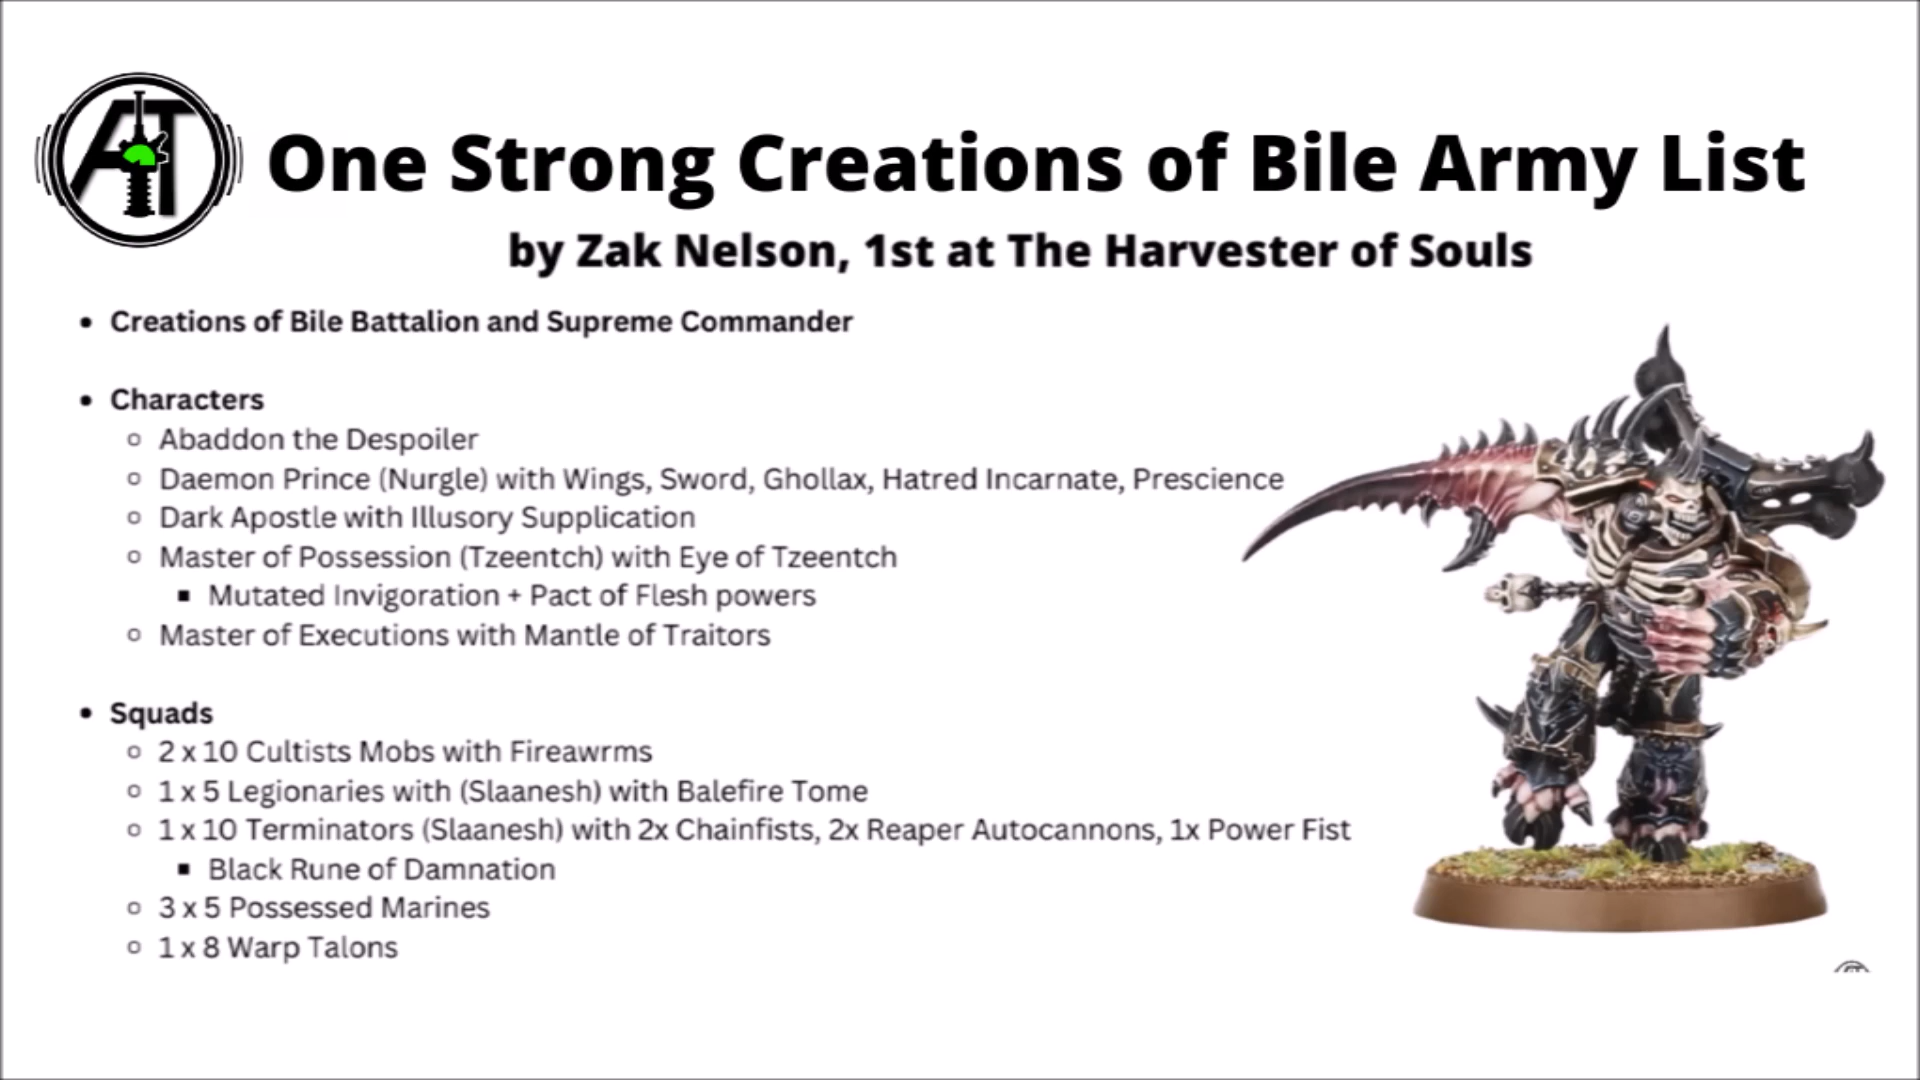 AT
One Strong Creations of Bile Army List
by Zak Nelson, 1st at The Harvester of Souls
• Creations of Bile Battalion and Supreme Commander
• Characters
○ Abaddon the Despoiler
○ Daemon Prince (Nurgle) with Wings, Sword, Ghollax, Hatred Incarnate, Prescience
○ Dark Apostle with Illusory Supplication
○ Master of Possession (Tzeentch) with Eye of Tzeentch
▪ Mutated Invigoration + Pact of Flesh powers
○ Master of Executions with Mantle of Traitors
• Squads
○ 2 x 10 Cultists Mobs with Fireawrms
○ 1 x 5 Legionaries with (Slaanesh) with Balefire Tome
○ 1 x 10 Terminators (Slaanesh) with 2x Chainfists, 2x Reaper Autocannons, 1x Power Fist
▪ Black Rune of Damnation
○ 3 x 5 Possessed Marines
○ 1 x 8 Warp Talons